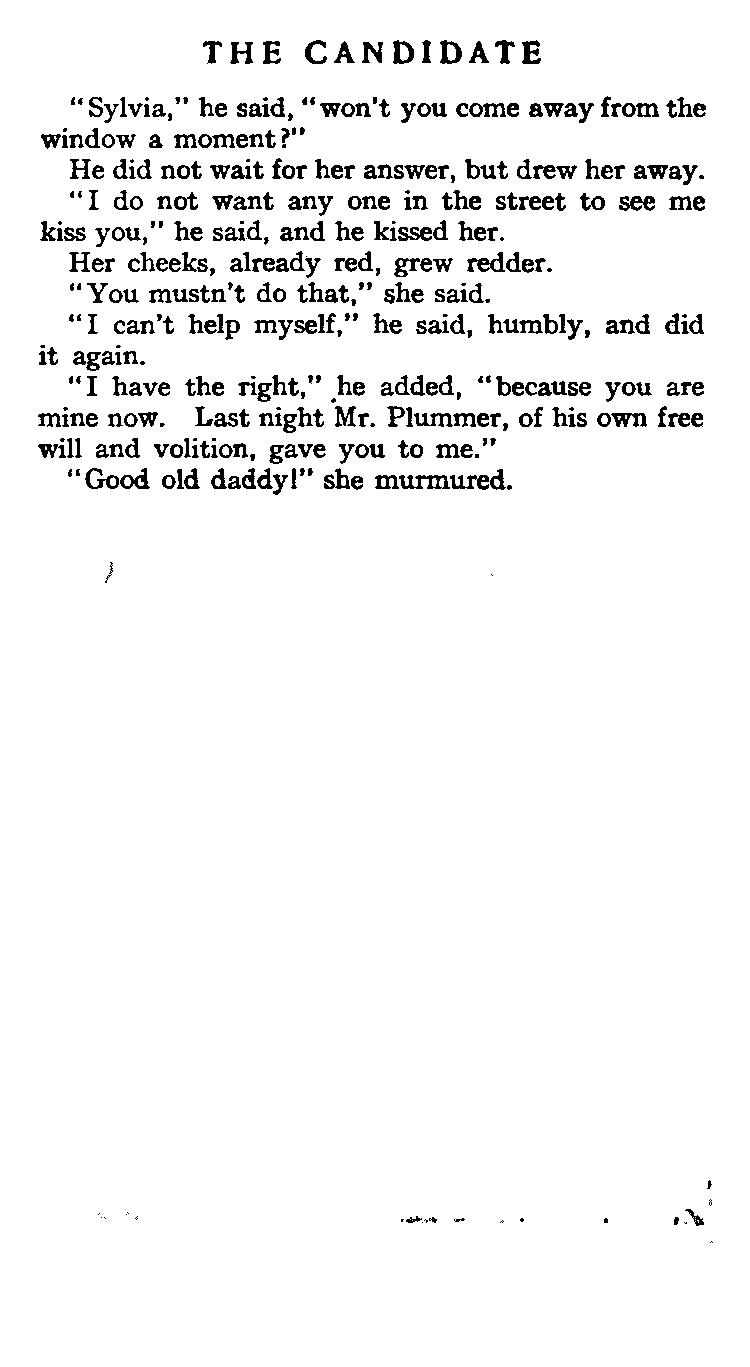 THE CANDIDATE
"Sylvia," he said, "won't you come away from the
window a moment?"
He did not wait for her answer, but drew her away.
"I do not want any one in the street to see me
kiss you," he said, and he kissed her.
Her cheeks, already red, grew redder.
"You mustn't do that," she said.
"I can't help myself," he said, humbly, and did
it again.
"I have the right," he added, "because you are
mine now. Last night Mr. Plummer, of his own free
will and volition, gave you to me."
"Good old daddy!" she murmured.